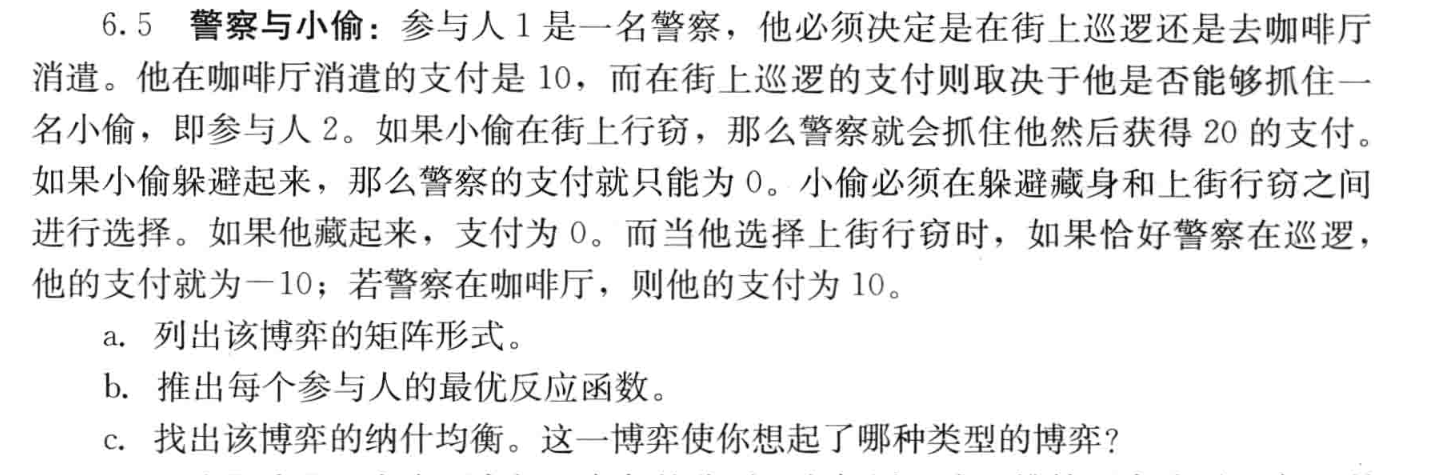 6.5 警察与小偷：参与人 1 是一名警察，他必须决定是在街上巡逻还是去咖啡厅
消遣。他在咖啡厅消遣的支付是 10，而在街上巡逻的支付则取决于他是否能够抓住一
名小偷，即参与人 2。如果小偷在街上行窃，那么警察就会抓住他然后获得 20 的支付。
如果小偷躲避起来，那么警察的支付就只能为 0。小偷必须在躲避藏身和上街行窃之间
进行选择。如果他藏起来，支付为 0。而当他选择上街行窃时，如果恰好警察在巡逻，
他的支付就为－10；若警察在咖啡厅，则他的支付为 10。
a. 列出该博弈的矩阵形式。
b. 推出每个参与人的最优反应函数。
c. 找出该博弈的纳什均衡。这一博弈使你想起了哪种类型的博弈？